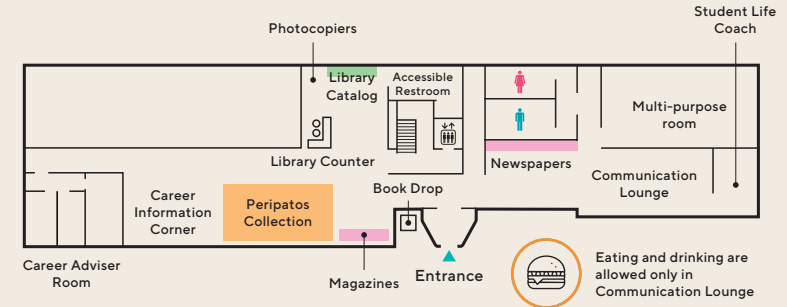 Student Life
Coach
Photocopiers
Library
Catalog
Accessible
Restroom
Multi-purpose
room
Library Counter
Newspapers
Communication
Lounge
Book Drop
Career
Information
Corner
Peripatos
Collection
Career Adviser
Room
Magazines
Entrance
Eating and drinking are
allowed only in
Communication Lounge